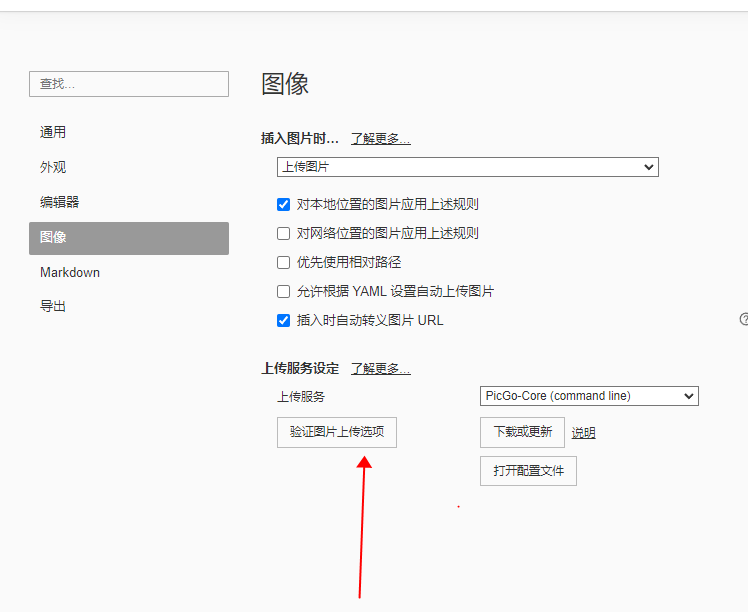 查找...
图像
通用
外观
编辑器
图像
Markdown
导出
插入图片时... 了解更多...
上传图片
对本地位置的图片应用上述规则
对网络位置的图片应用上述规则
优先使用相对路径
允许根据 YAML 设置自动上传图片
插入时自动转义图片 URL
上传服务设定 了解更多...
上传服务 PicGo-Core (command line)
验证图片上传选项 下载或更新 说明
打开配置文件